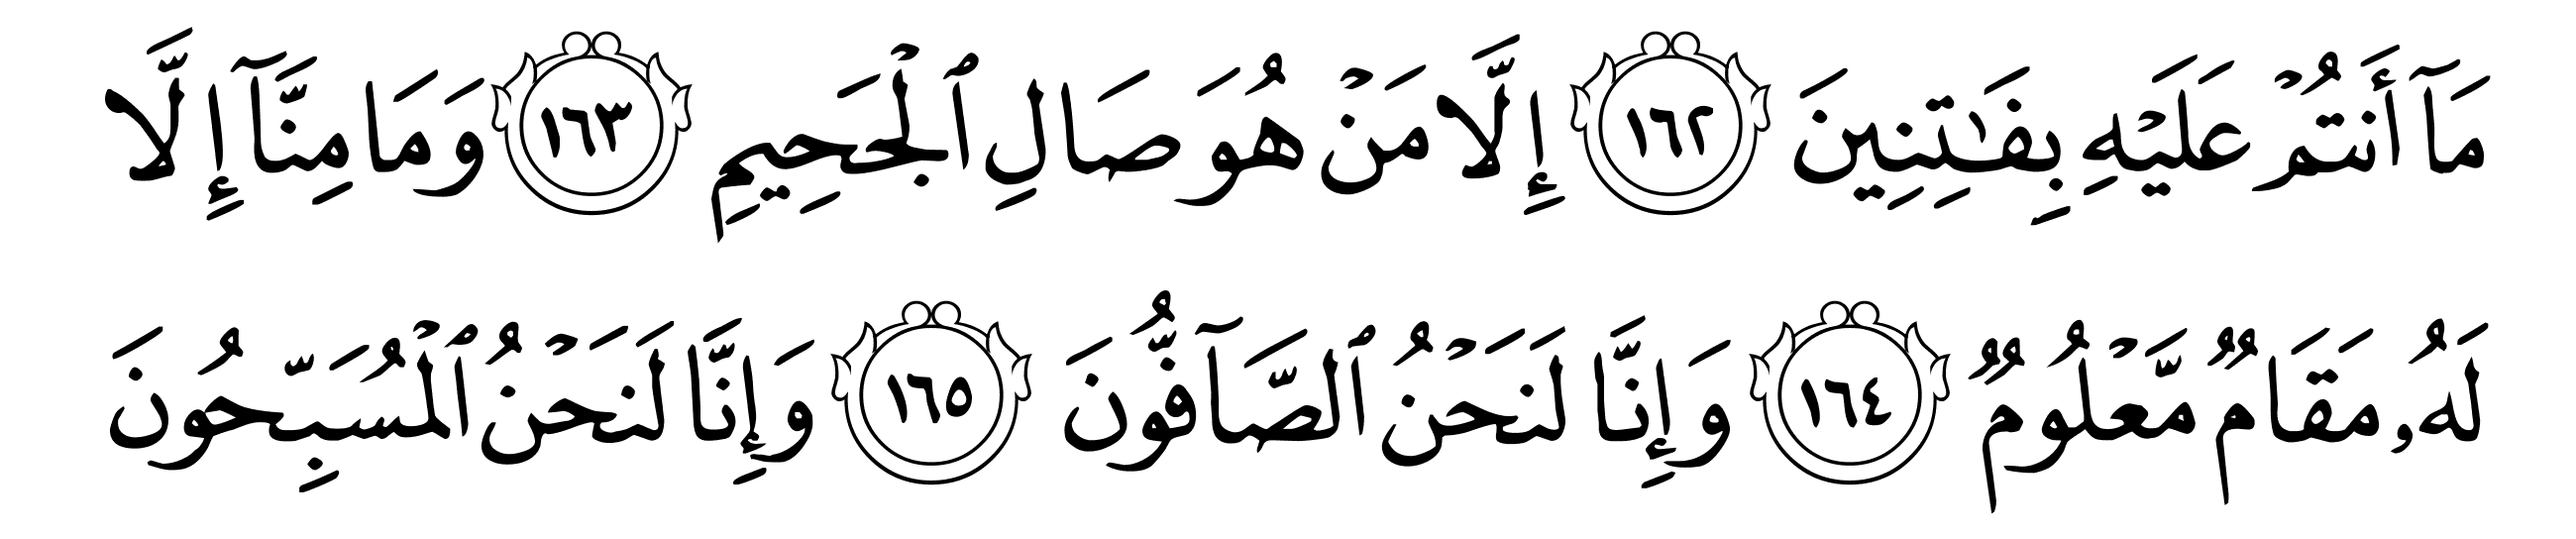 مَآ أَنتُمۡ عَلَيۡهِ بِفَٰتِنِينَ ١٦٢ إِلَّا مَنۡ هُوَ صَالِ ٱلۡجَحِيمِ ١٦٣ وَمَا مِنَّآ إِلَّا
لَهُۥ مَقَامٌ مَّعۡلُومٌ ١٦٤ وَإِنَّا لَنَحۡنُ ٱلصَّآفُّونَ ١٦٥ وَإِنَّا لَنَحۡنُ ٱلۡمُسَبِّحُونَ